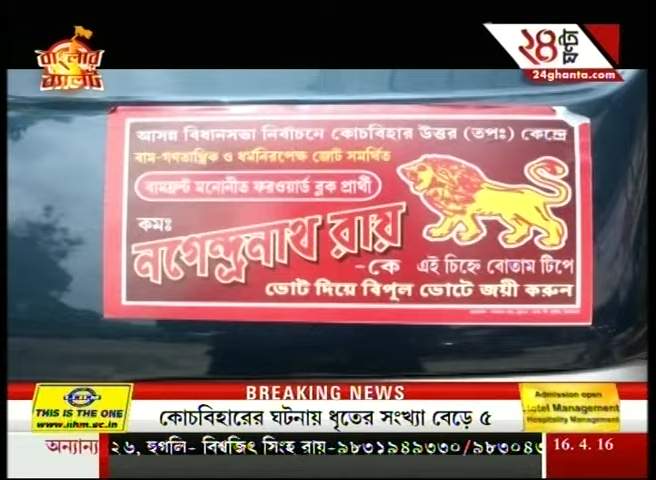 বাংলার
ব্যালট
২৪ ঘণ্টা
24ghanta.com
আসন্ন বিধানসভা নির্বাচনে কোচবিহার উত্তর (তপঃ) কেন্দ্রে
বাম-গণতান্ত্রিক ও ধর্মনিরপেক্ষ জোট সমর্থিত
বামফ্রন্ট মনোনীত ফরওয়ার্ড ব্লক প্রার্থী
কমঃ
নগেন্দ্রনাথ রায়
-কে এই চিহ্নে বোতাম টিপে
ভোট দিয়ে বিপুল ভোটে জয়ী করুন
BREAKING NEWS
THIS IS THE ONE
www.iihm.ac.in
কোচবিহারের ঘটনায় ধৃতের সংখ্যা বেড়ে ৫
Admission open
Hotel Management
Hospitality Management
অন্যান্য
২৬, হুগলি- বিশ্বজিৎ সিংহ রায়-৯৮৩১৯৪৯৩৩০/৯৮৩০৪
16. 4. 16